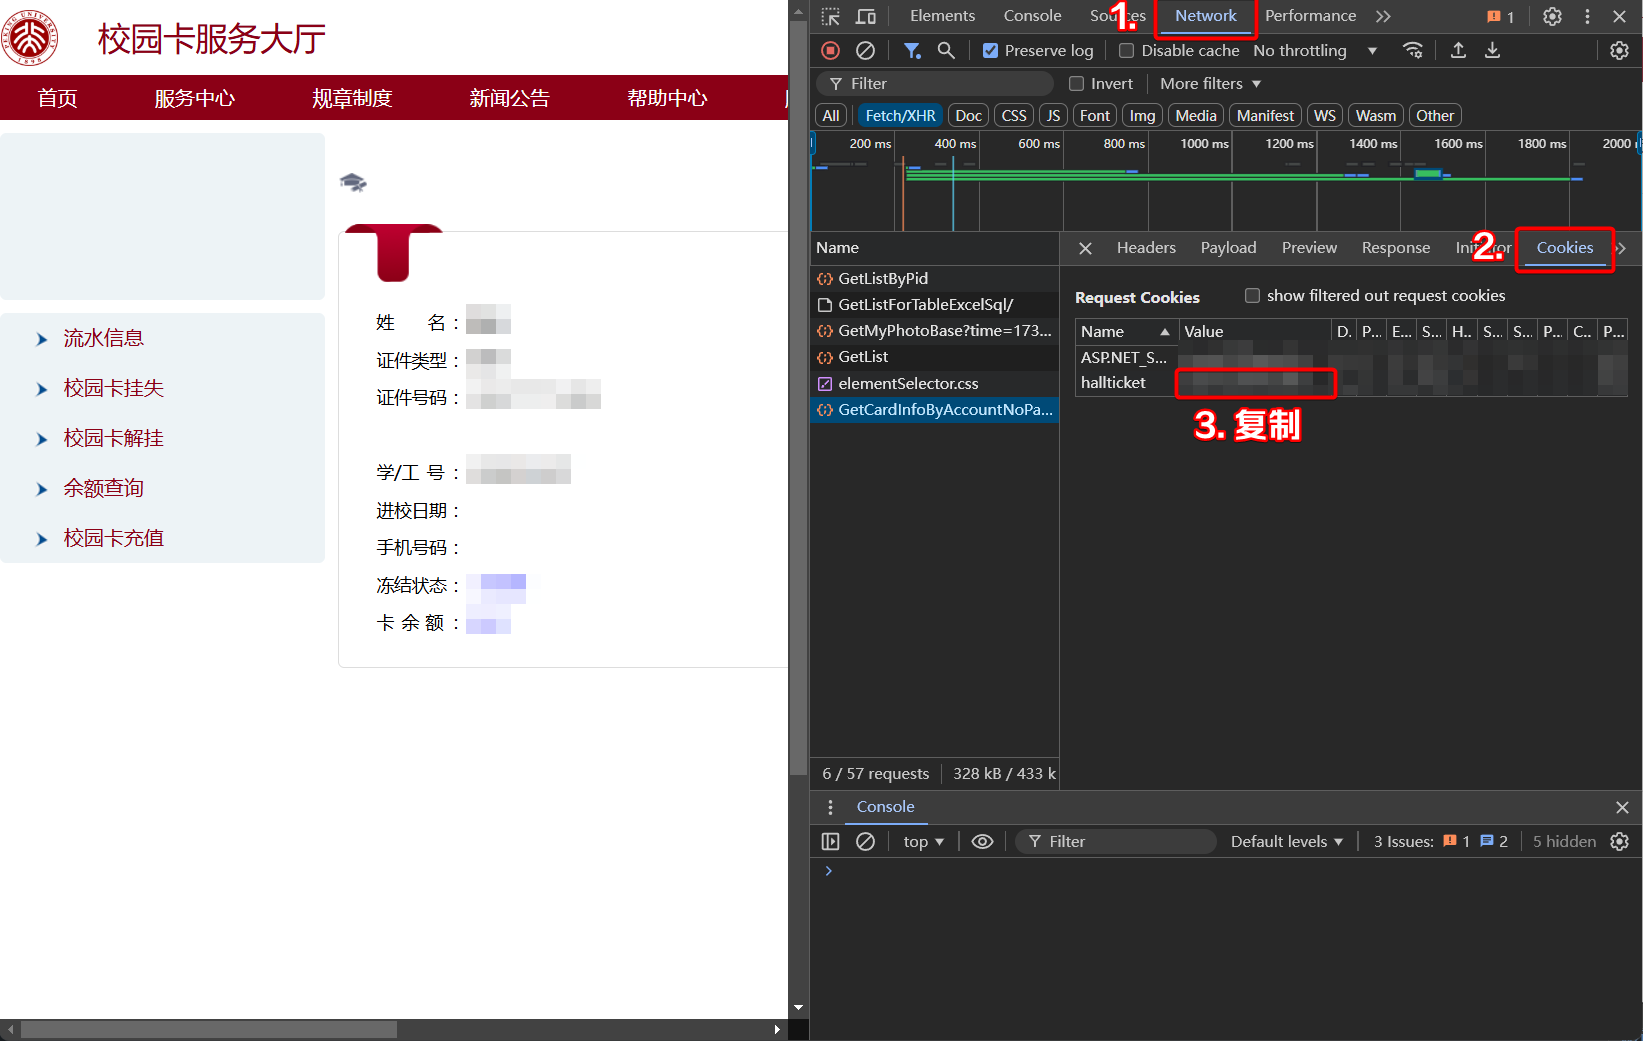 PEKING UNIVERSITY
1898
校园卡服务大厅
首页 服务中心 规章制度 新闻公告 帮助中心
流水信息
校园卡挂失
校园卡解挂
余额查询
校园卡充值
姓 名：
证件类型：
证件号码：
学/工 号：
进校日期：
手机号码：
冻结状态：
卡 余 额：
Elements Console Sources Network Performance 1
1.
Preserve log Disable cache No throttling
Filter Invert More filters
All Fetch/XHR Doc CSS JS Font Img Media Manifest WS Wasm Other
200 ms 400 ms 600 ms 800 ms 1000 ms 1200 ms 1400 ms 1600 ms 1800 ms 2000
Name
GetListByPid
GetListForTableExcelSql/
GetMyPhotoBase?time=173...
GetList
elementSelector.css
GetCardInfoByAccountNoPa...
6 / 57 requests 328 kB / 433 k
Headers Payload Preview Response Initiator Cookies
2.
Request Cookies show filtered out request cookies
Name Value D. P... E... S... H.. S... S... P... C.. P...
ASP.NET_S...
hallticket
3. 复制
Console
top Filter Default levels 3 Issues: 1 2 5 hidden